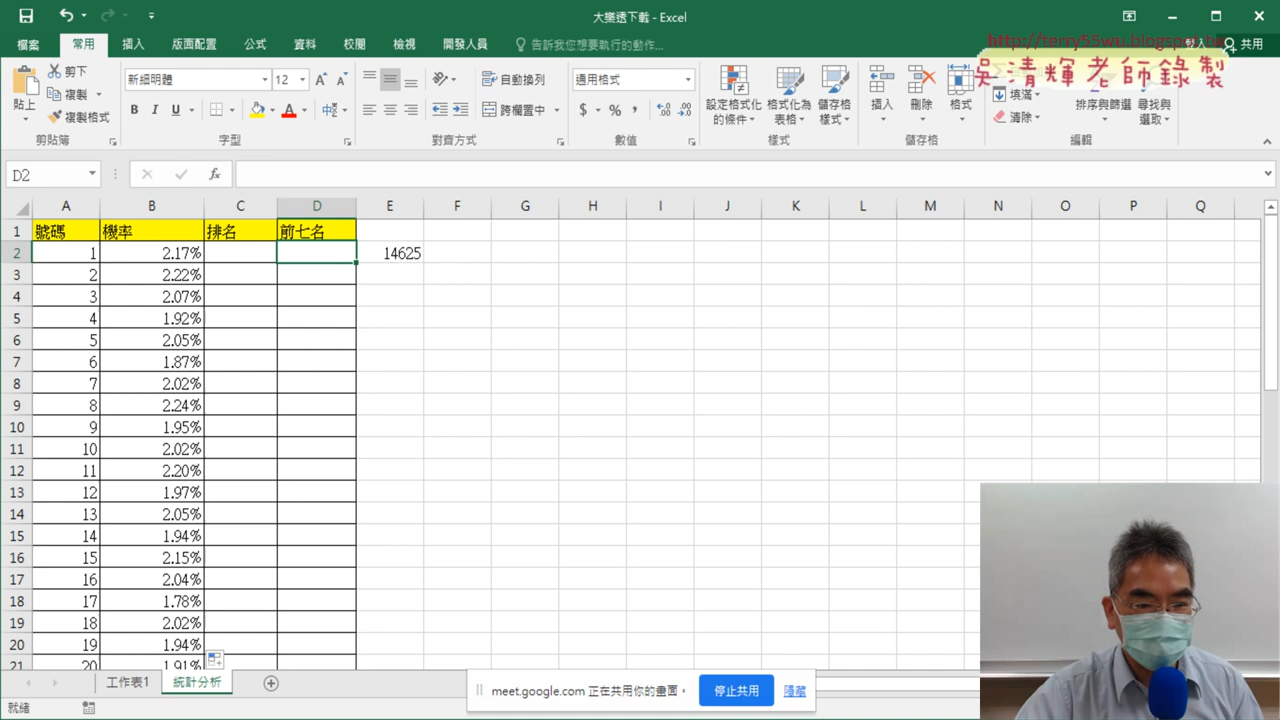 大樂透下載 - Excel
檔案 常用 插入 版面配置 公式 資料 校閱 檢視 開發人員 告訴我您想要執行的動作... 登入 共用
http://terry55wu.blogspot.tw
吳清輝老師錄製
貼上 剪下 複製 複製格式 剪貼簿
新細明體 12 B I U A 字型
自動換列 跨欄置中 對齊方式
通用格式 $ % , 數值
設定格式化的條件 格式化為表格 儲存格樣式 樣式
插入 刪除 格式 儲存格
填滿 清除 排序與篩選 尋找與選取 編輯
D2 fx
A B C D E F G H I J K L M N O P Q
1 號碼 機率 排名 前七名
2 1 2.17% 14625
3 2 2.22%
4 3 2.07%
5 4 1.92%
6 5 2.05%
7 6 1.87%
8 7 2.02%
9 8 2.24%
10 9 1.95%
11 10 2.02%
12 11 2.20%
13 12 1.97%
14 13 2.05%
15 14 1.94%
16 15 2.15%
17 16 2.04%
18 17 1.78%
19 18 2.02%
20 19 1.94%
21 20 1.91%
工作表1 統計分析
meet.google.com 正在共用你的畫面。 停止共用 隱藏
就緒